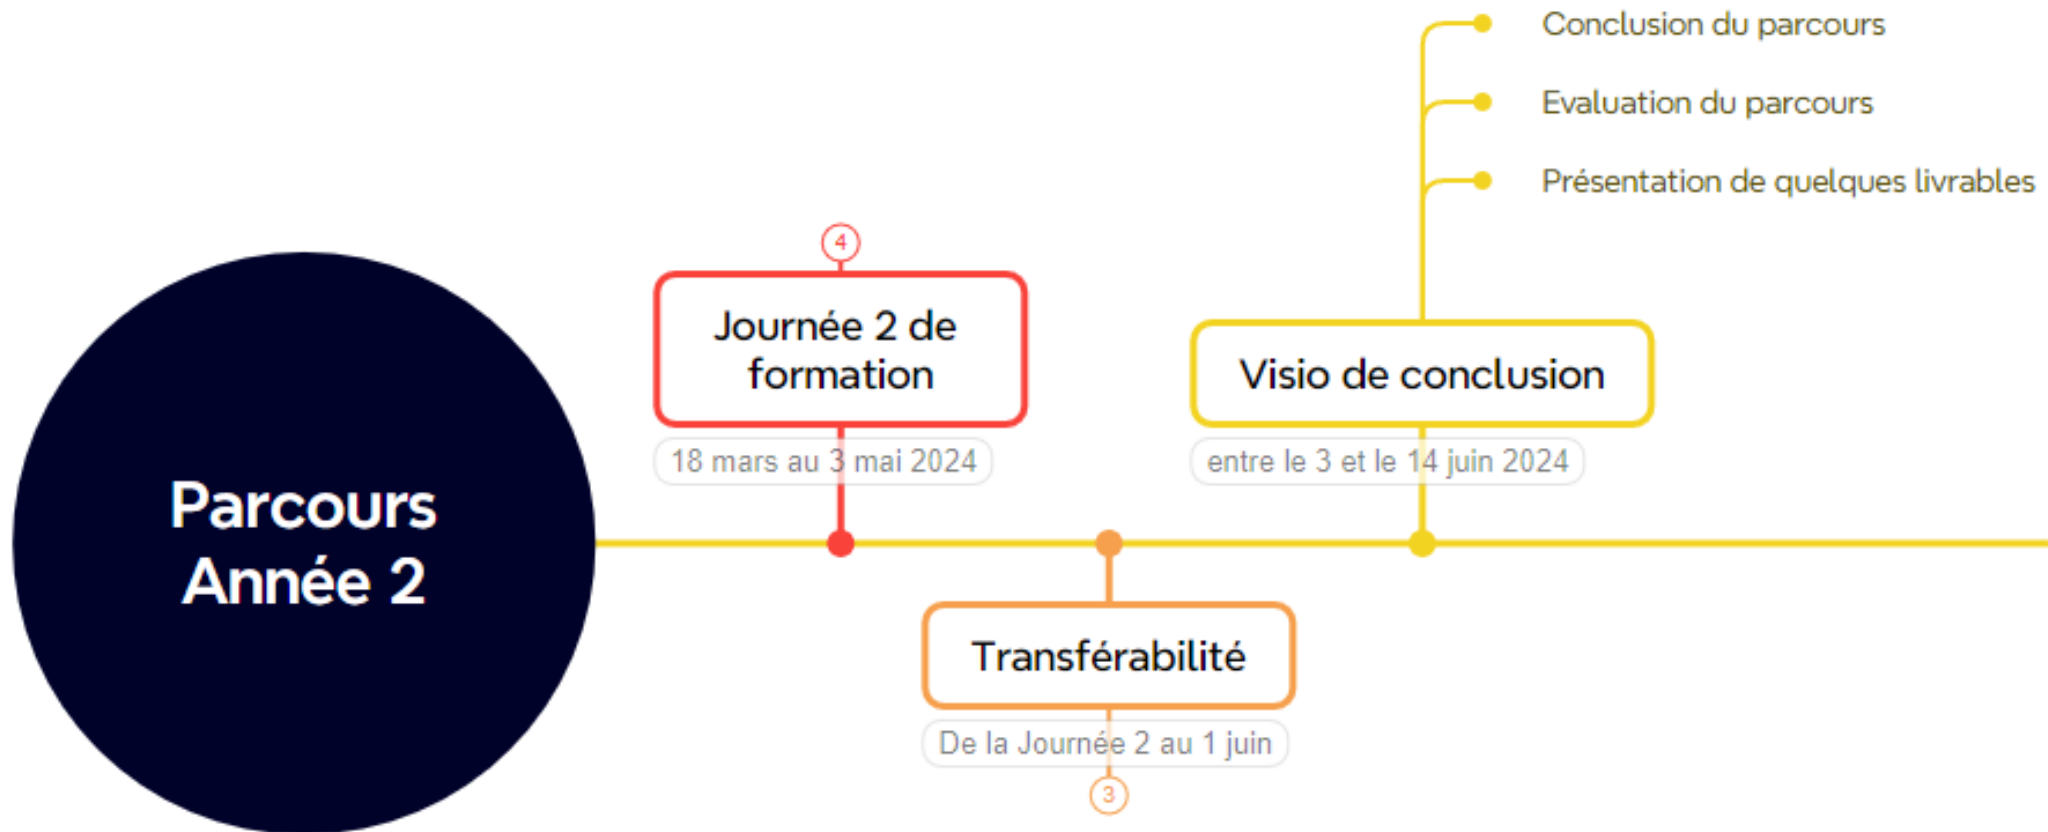 Parcours
Année 2
4
Journée 2 de
formation
18 mars au 3 mai 2024
Transférabilité
De la Journée 2 au 1 juin
3
Conclusion du parcours
Evaluation du parcours
Présentation de quelques livrables
Visio de conclusion
entre le 3 et le 14 juin 2024